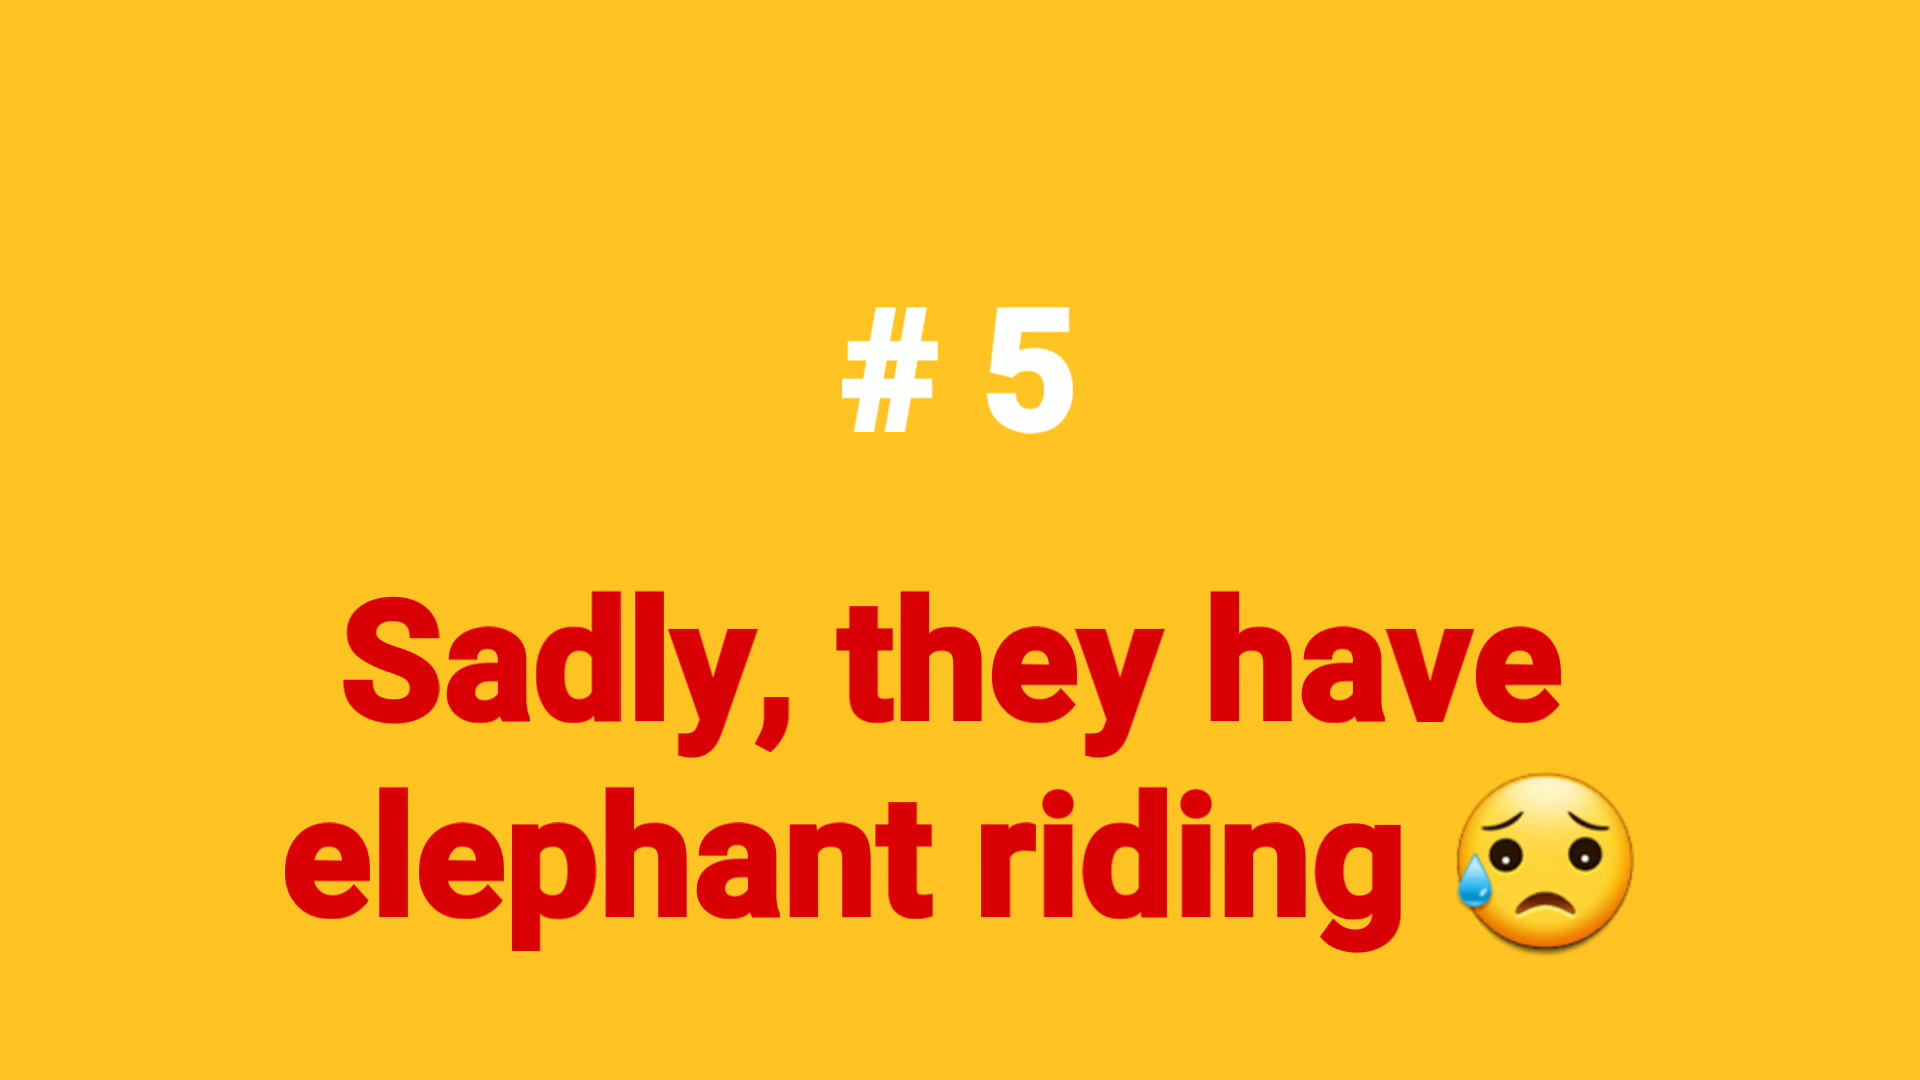 # 5
Sadly, they have
elephant riding 😥